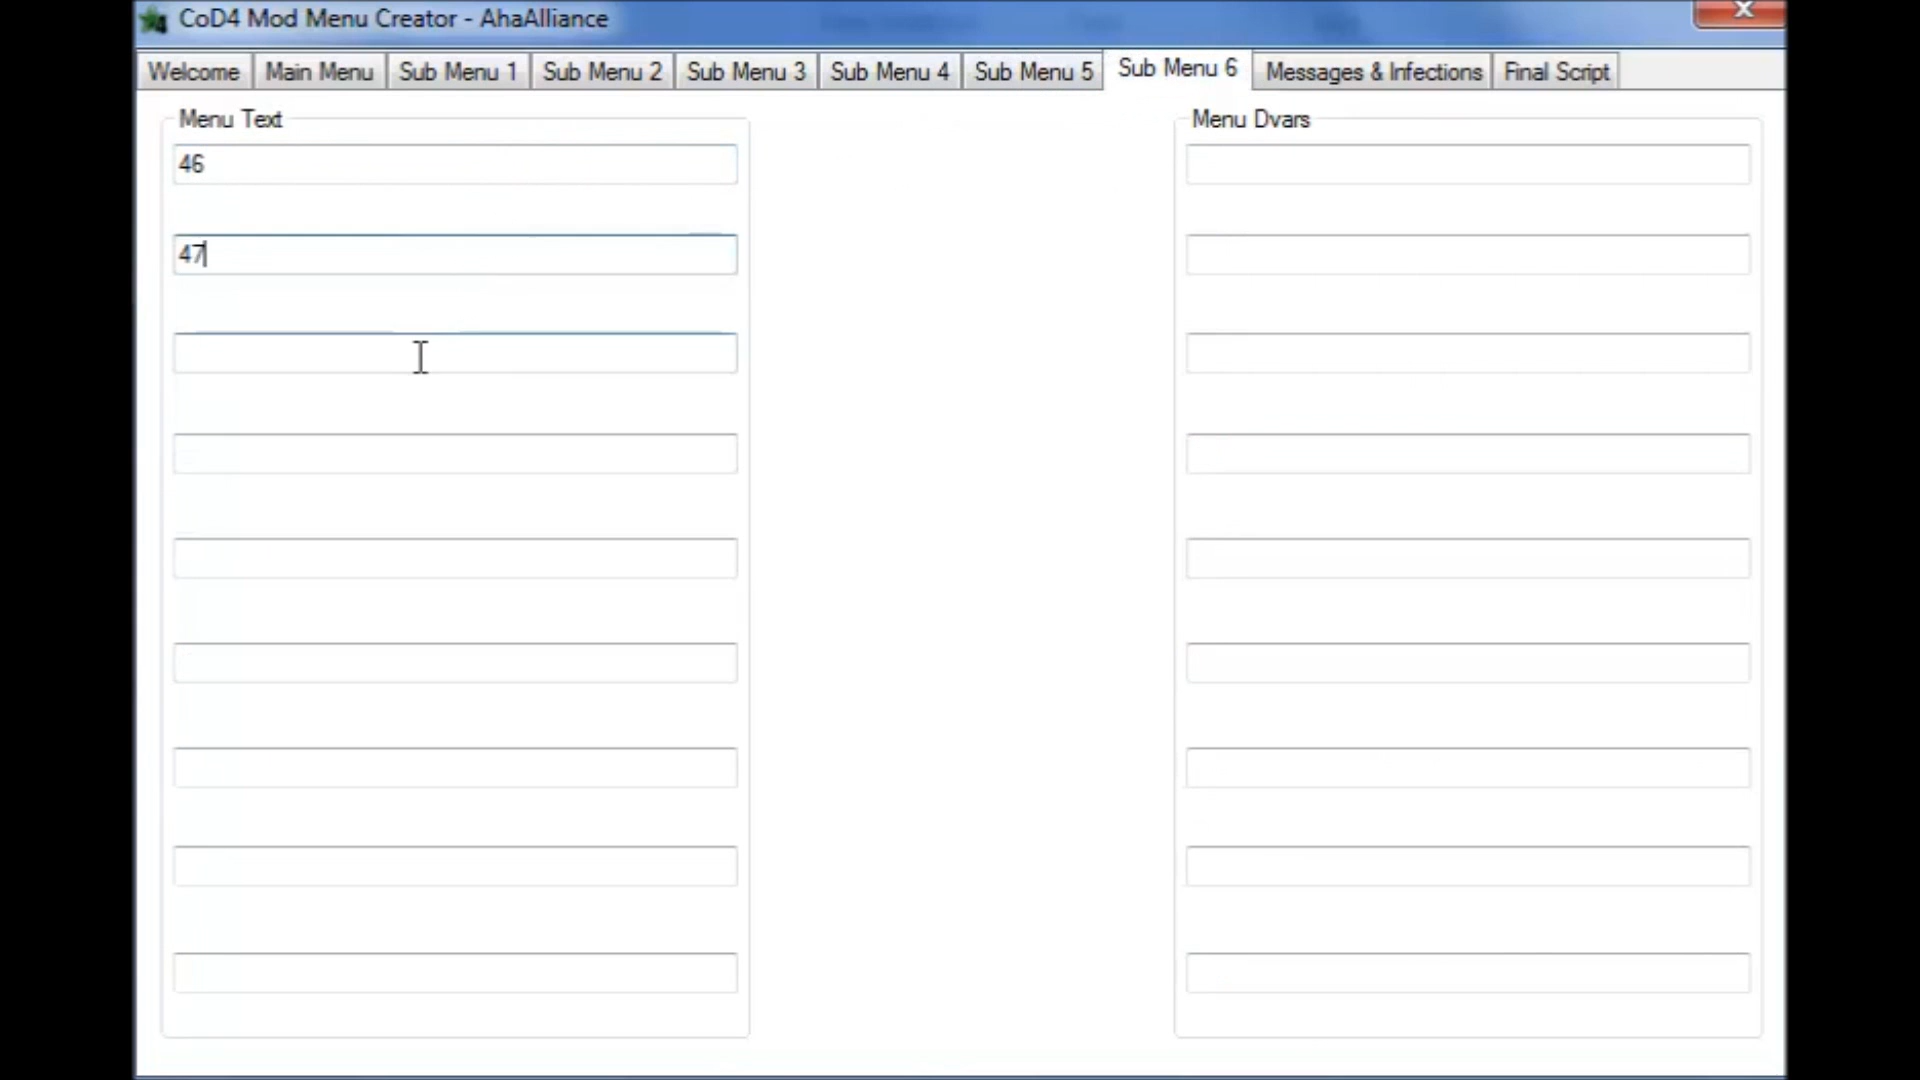 CoD4 Mod Menu Creator - AhaAlliance
Welcome Main Menu Sub Menu 1 Sub Menu 2 Sub Menu 3 Sub Menu 4 Sub Menu 5 Sub Menu 6 Messages & Infections Final Script
Menu Text Menu Dvars
46
47